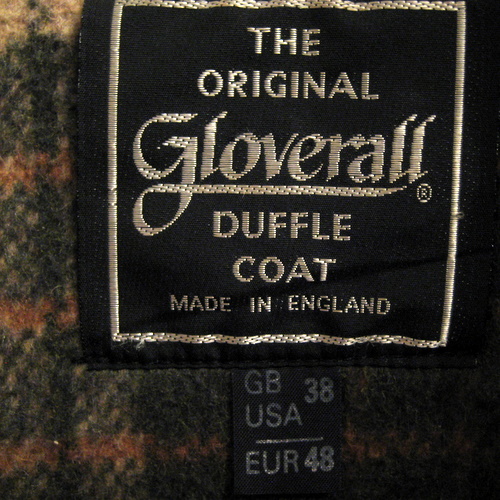 THE
ORIGINAL
Gloverall®
DUFFLE
COAT
MADE IN ENGLAND
GB 38
USA
EUR 48